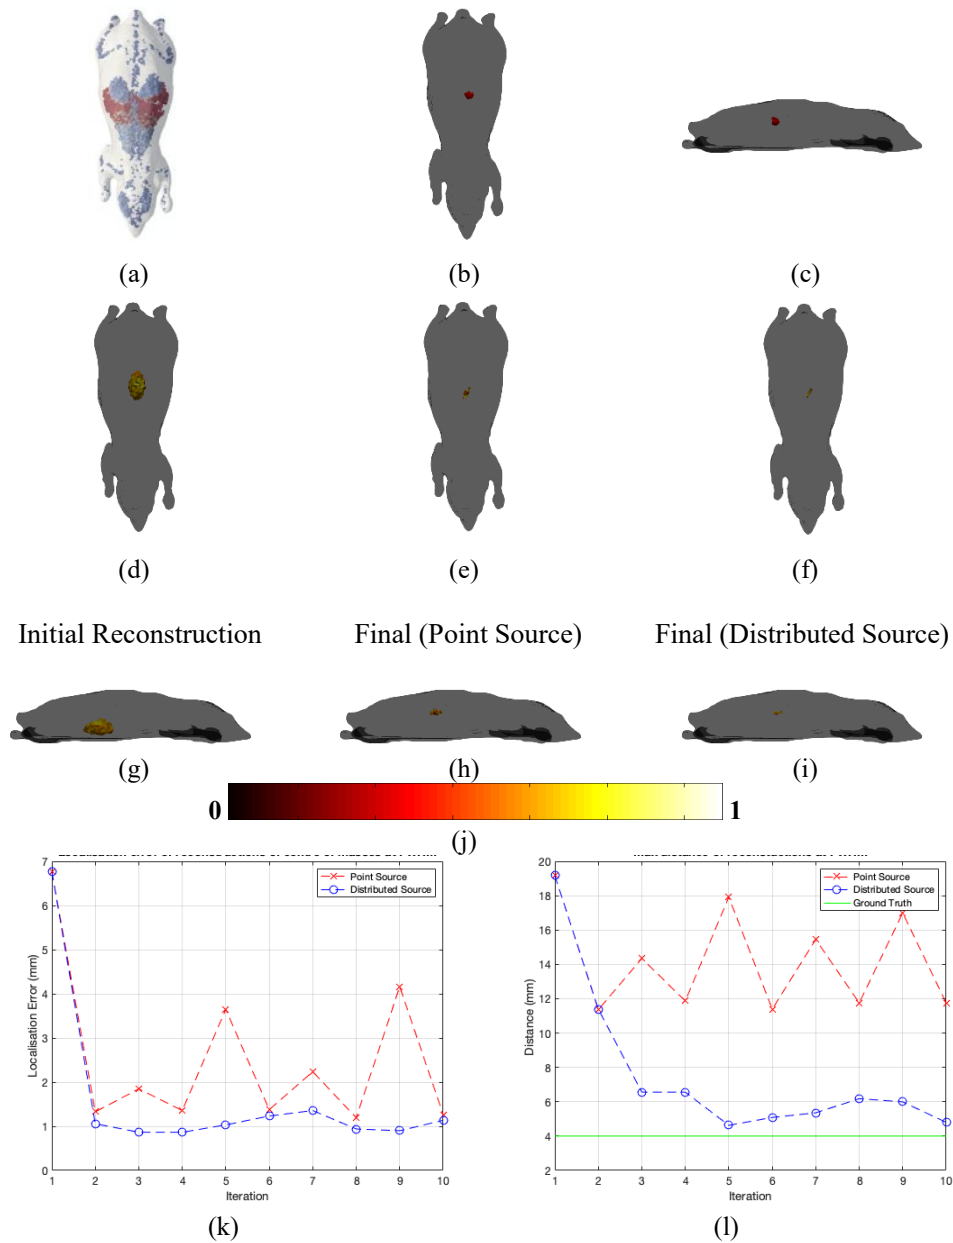 (a)
(b)
(c)
(d)
(e)
(f)
Initial Reconstruction
Final (Point Source)
Final (Distributed Source)
(g)
(h)
(i)
0
1
(j)
7
6
5
4
3
2
1
0
Localisation Error (mm)
Point Source
Distributed Source
1 2 3 4 5 6 7 8 9 10
Iteration
(k)
20
18
16
14
12
10
8
6
4
2
Distance (mm)
Point Source
Distributed Source
Ground Truth
1 2 3 4 5 6 7 8 9 10
Iteration
(l)